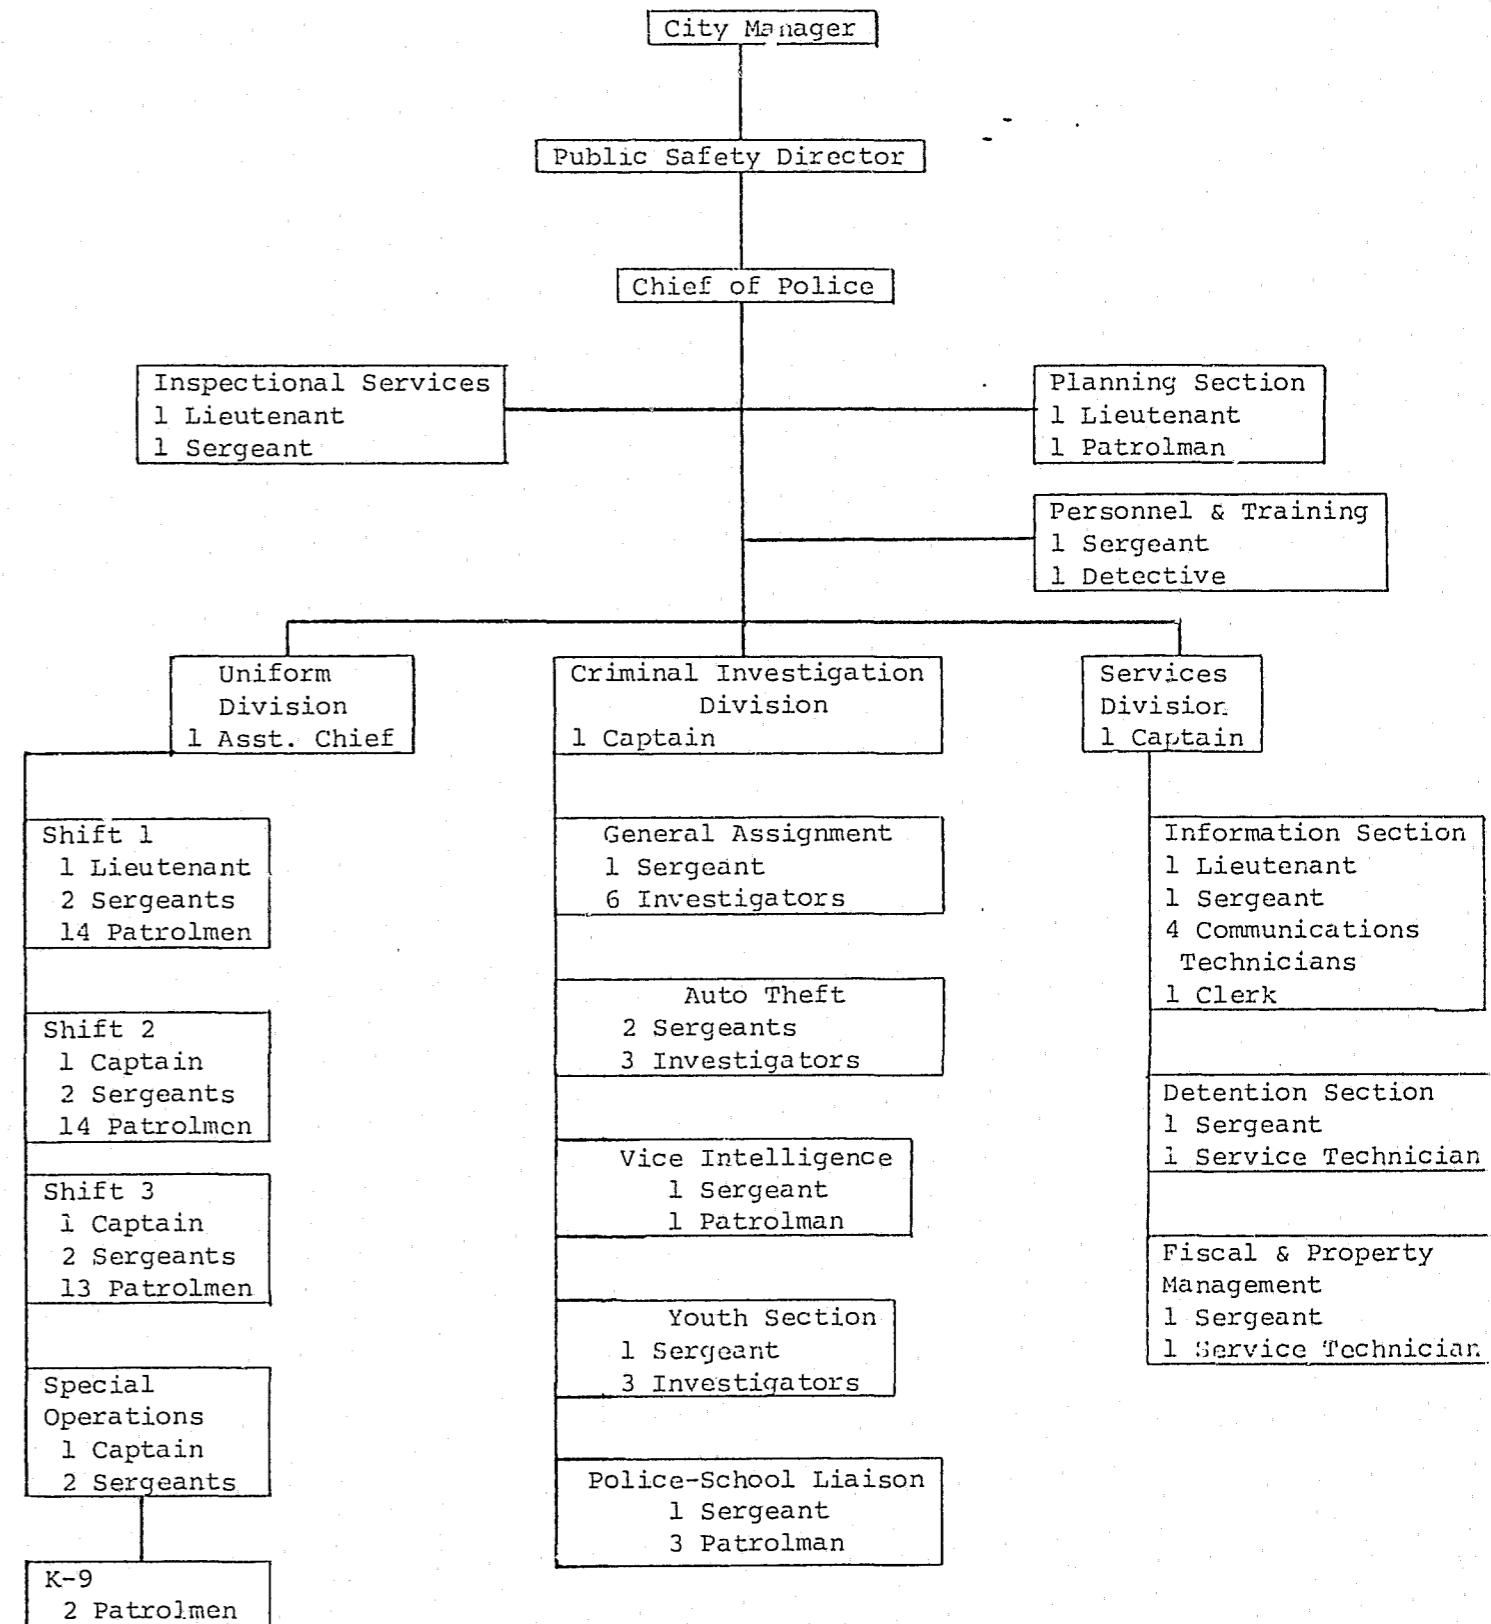 City Manager
Public Safety Director
Chief of Police
Inspectional Services
1 Lieutenant
1 Sergeant
Planning Section
1 Lieutenant
1 Patrolman
Personnel & Training
1 Sergeant
1 Detective
Uniform
Division
1 Asst. Chief
Shift 1
1 Lieutenant
2 Sergeants
14 Patrolmen
Shift 2
1 Captain
2 Sergeants
14 Patrolmen
Shift 3
1 Captain
2 Sergeants
13 Patrolmen
Special
Operations
1 Captain
2 Sergeants
K-9
2 Patrolmen
Criminal Investigation
Division
1 Captain
General Assignment
1 Sergeant
6 Investigators
Auto Theft
2 Sergeants
3 Investigators
Vice Intelligence
1 Sergeant
1 Patrolman
Youth Section
1 Sergeant
3 Investigators
Police-School Liaison
1 Sergeant
3 Patrolman
Services
Division
1 Captain
Information Section
1 Lieutenant
1 Sergeant
4 Communications
Technicians
1 Clerk
Detention Section
1 Sergeant
1 Service Technician
Fiscal & Property
Management
1 Sergeant
1 Service Technician